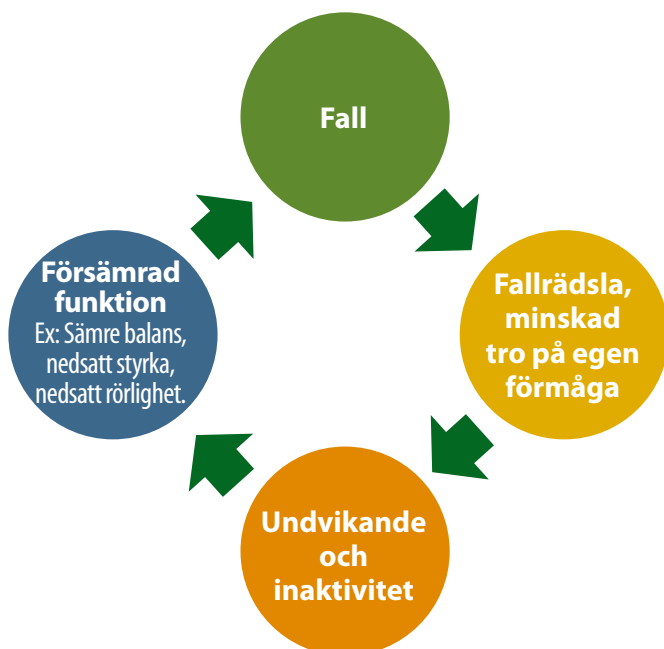 Fall
Fallrädsla,
minskad
tro på egen
förmåga
Undvikande
och
inaktivitet
Försämrad
funktion
Ex: Sämre balans,
nedsatt styrka,
nedsatt rörlighet.